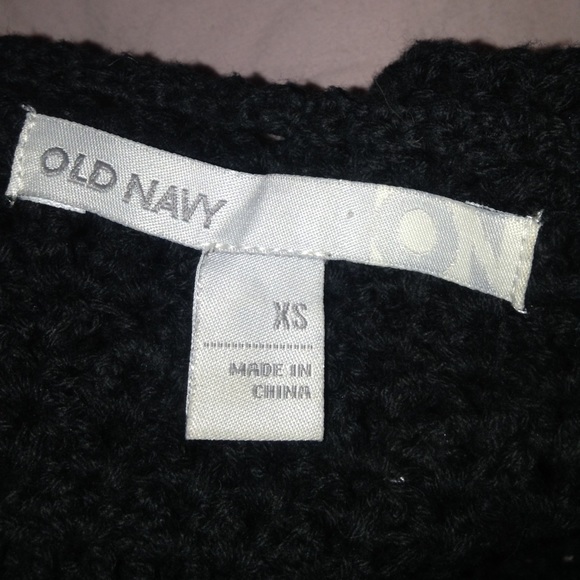 OLD NAVY
ON
XS
MADE IN
CHINA